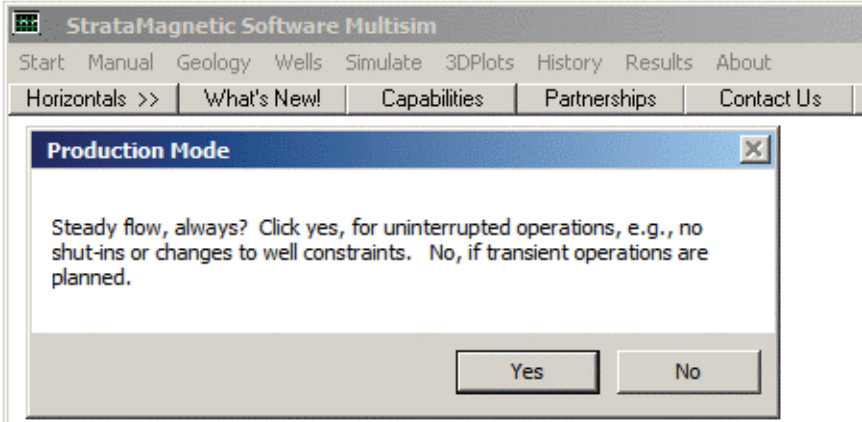 StrataMagnetic Software Multisim
Start Manual Geology Wells Simulate 3DPlots History Results About
Horizontals >> What's New! Capabilities Partnerships Contact Us
Production Mode
Steady flow, always? Click yes, for uninterrupted operations, e.g., no
shut-ins or changes to well constraints. No, if transient operations are
planned.
Yes No